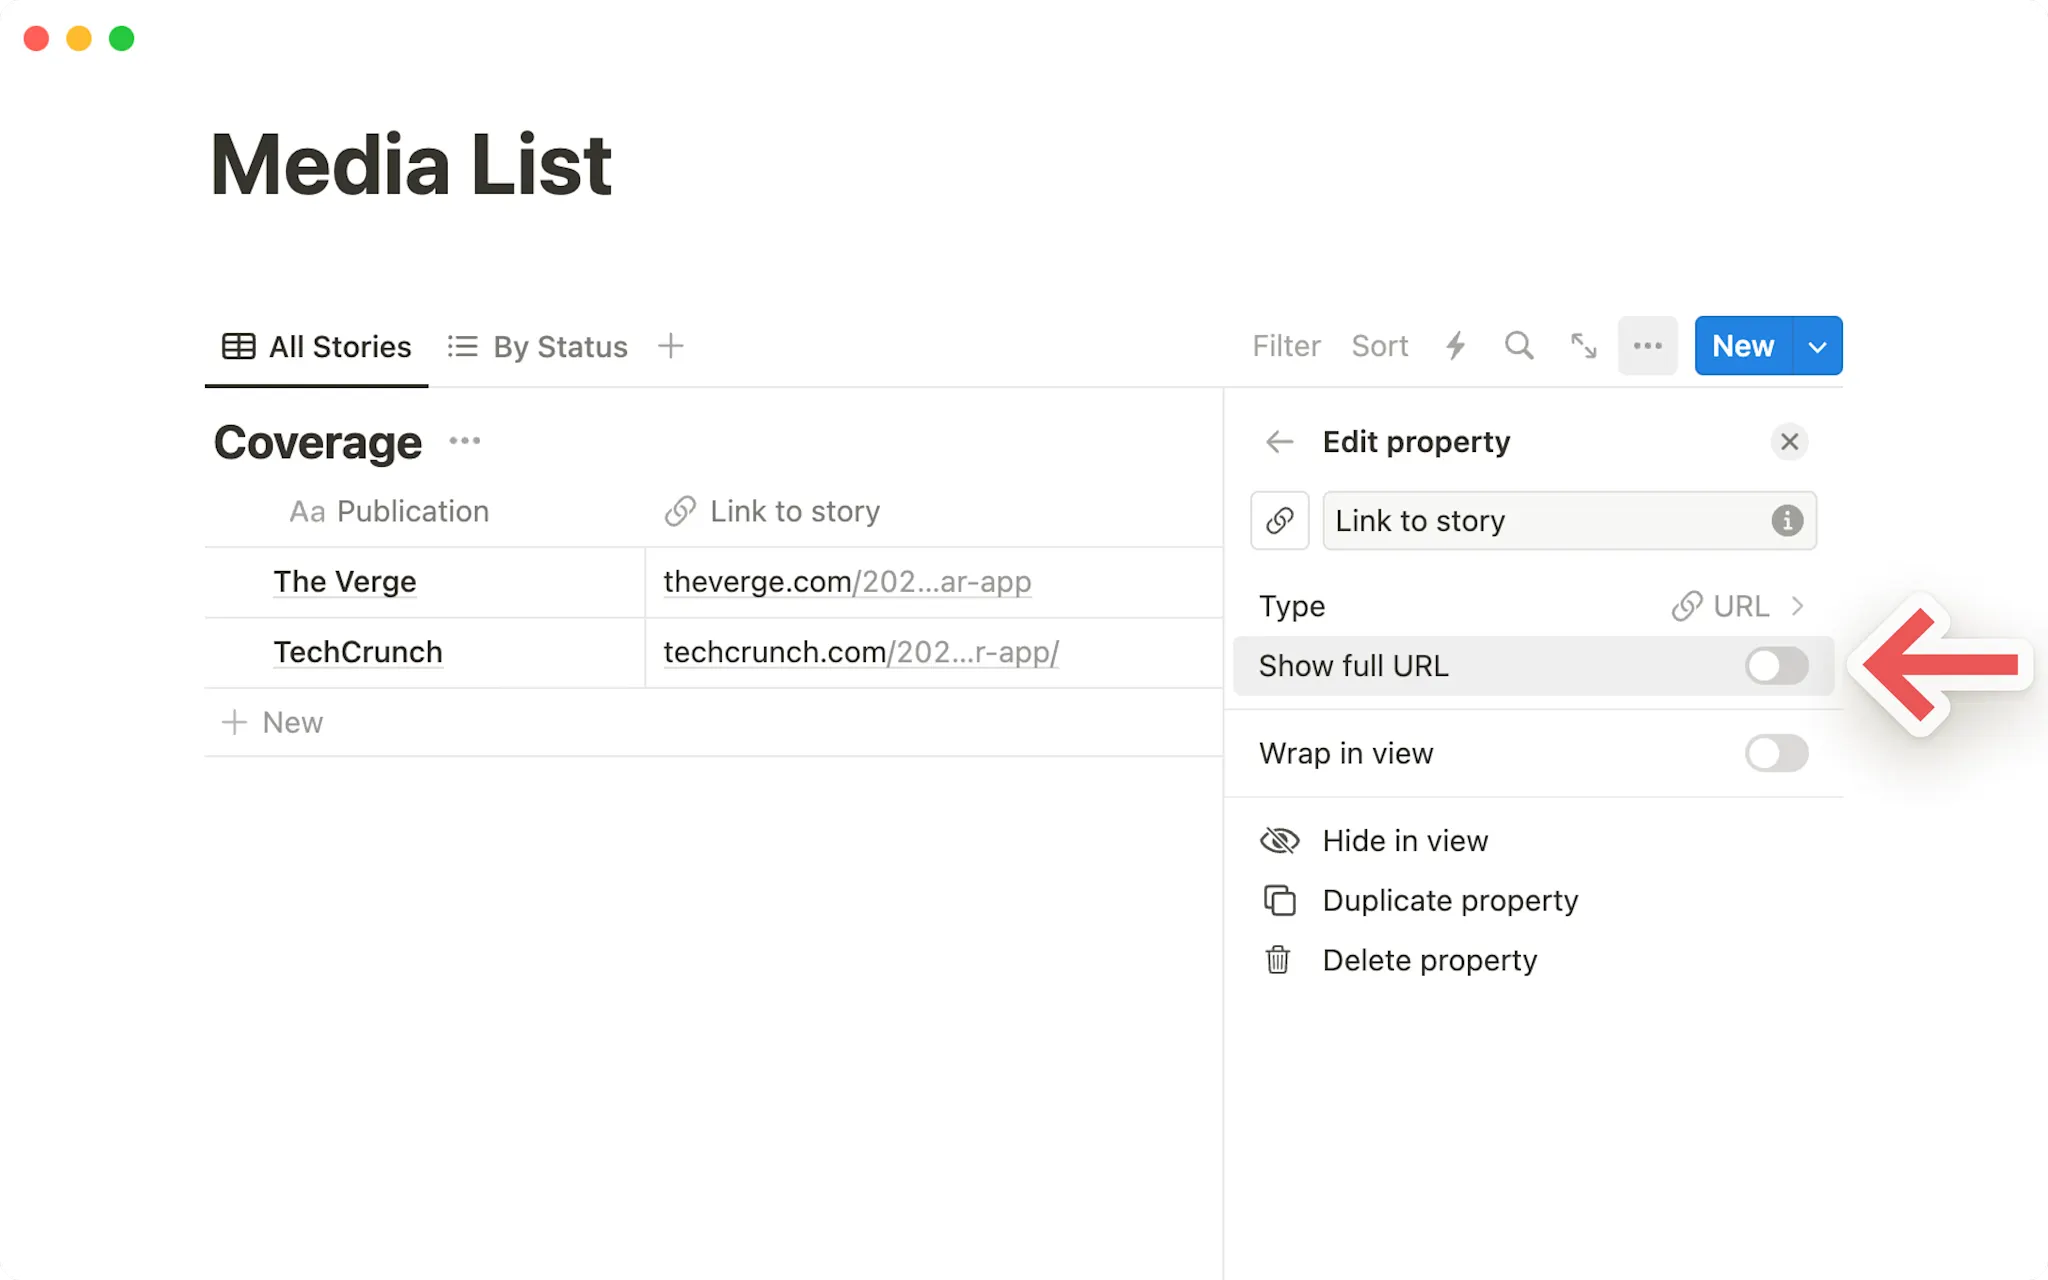 Media List
All Stories By Status
Filter Sort New
Coverage
Aa Publication Link to story
The Verge theverge.com/202...ar-app
TechCrunch techcrunch.com/202...r-app/
New
Edit property
Link to story
Type URL
Show full URL
Wrap in view
Hide in view
Duplicate property
Delete property